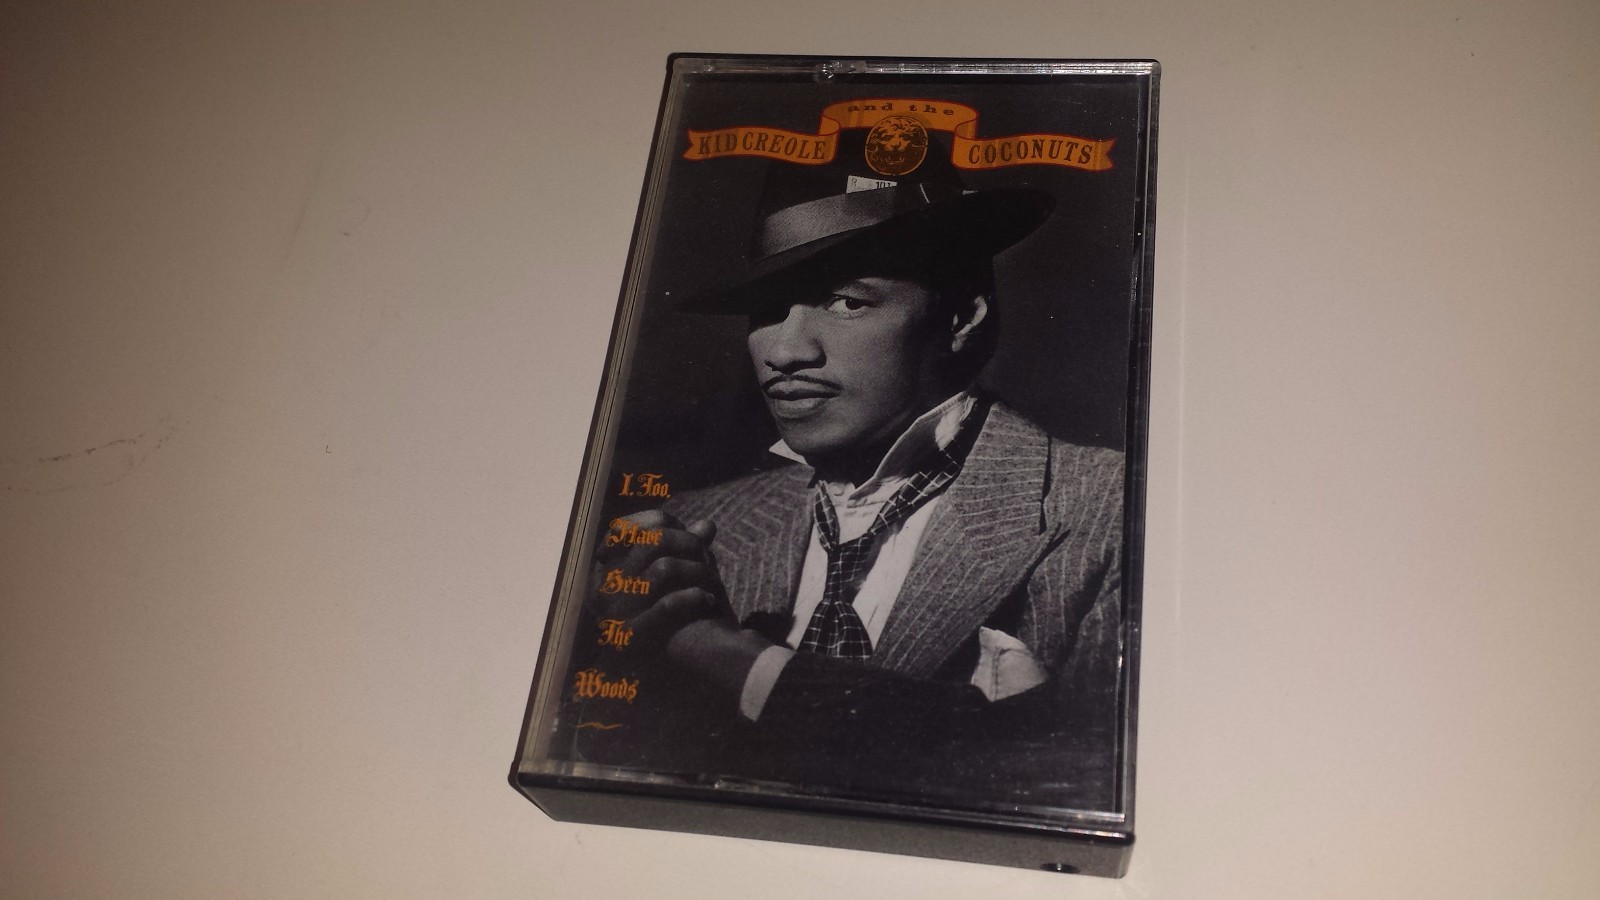 and the
KID CREOLE COCONUTS
I, Too,
Have
Seen
The
Woods